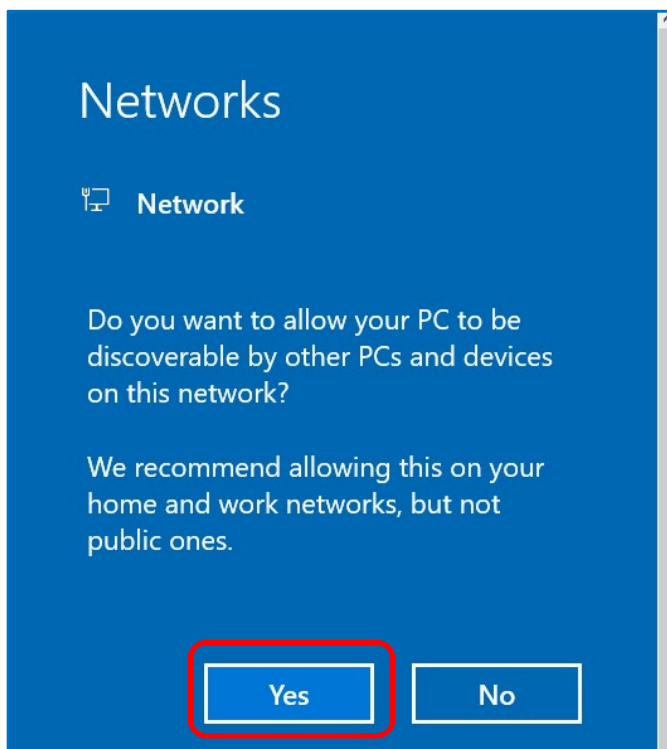 Networks
Network
Do you want to allow your PC to be
discoverable by other PCs and devices
on this network?
We recommend allowing this on your
home and work networks, but not
public ones.
Yes No